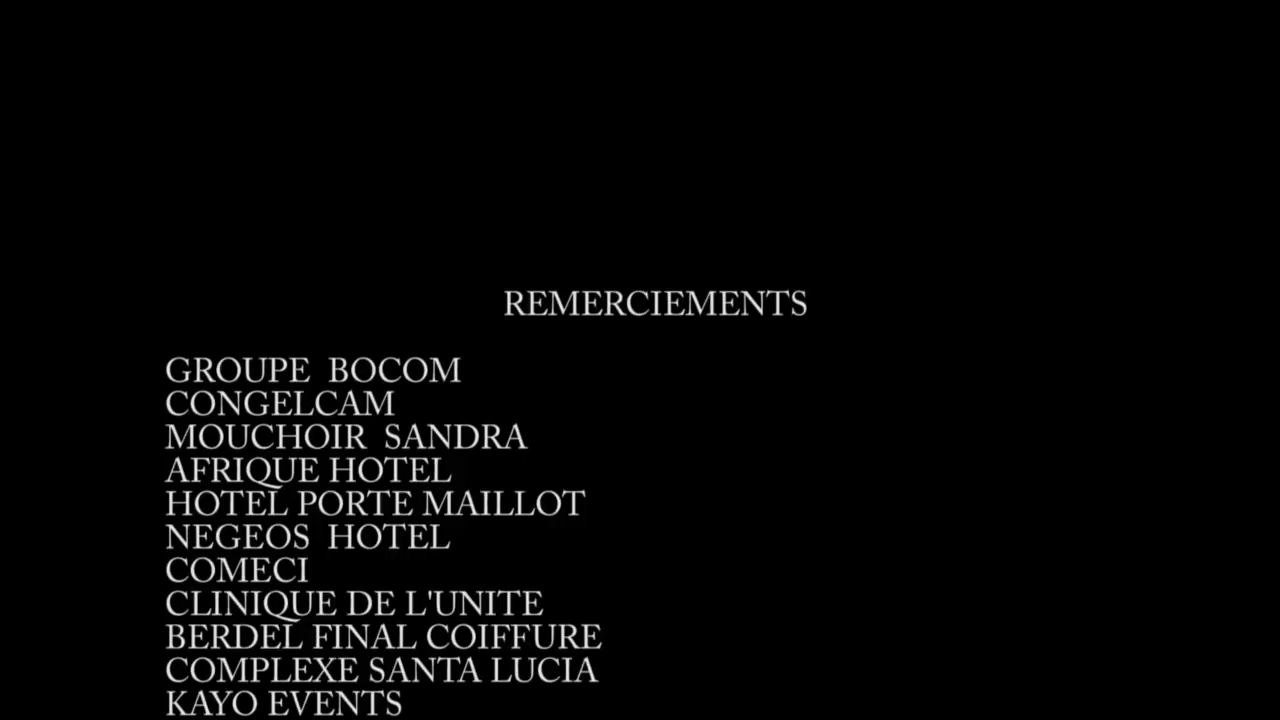 REMERCIEMENTS
GROUPE  BOCOM
CONGELCAM
MOUCHOIR  SANDRA
AFRIQUE HOTEL
HOTEL PORTE MAILLOT
NEGEOS  HOTEL
COMECI
CLINIQUE DE L'UNITE
BERDEL FINAL COIFFURE
COMPLEXE SANTA LUCIA
KAYO EVENTS